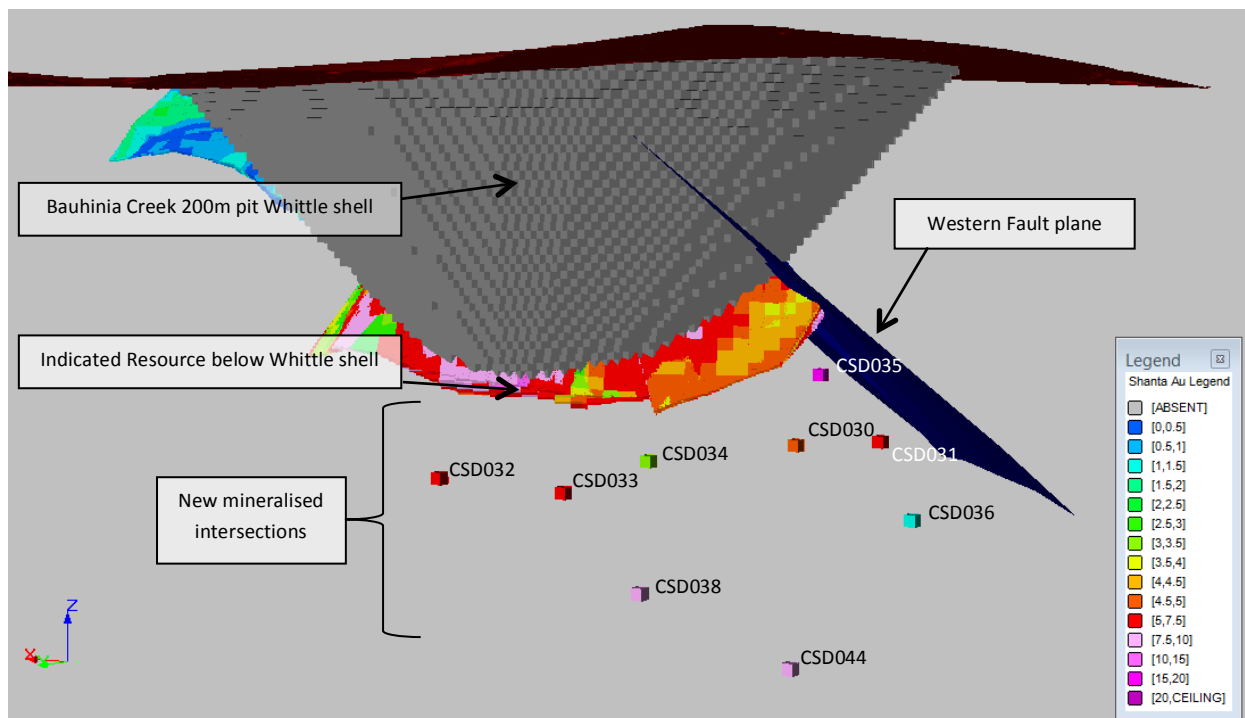 Bauhinia Creek 200m pit Whittle shell
Western Fault plane
Indicated Resource below Whittle shell
CSD035
CSD030
CSD031
CSD034
CSD032
CSD033
CSD036
New mineralised
intersections
CSD038
CSD044
Z
X
Legend
Shanta Au Legend
[ABSENT]
[0,0.5]
[0.5,1]
[1,1.5]
[1.5,2]
[2,2.5]
[2.5,3]
[3,3.5]
[3.5,4]
[4,4.5]
[4.5,5]
[5,7.5]
[7.5,10]
[10,15]
[15,20]
[20,CEILING]